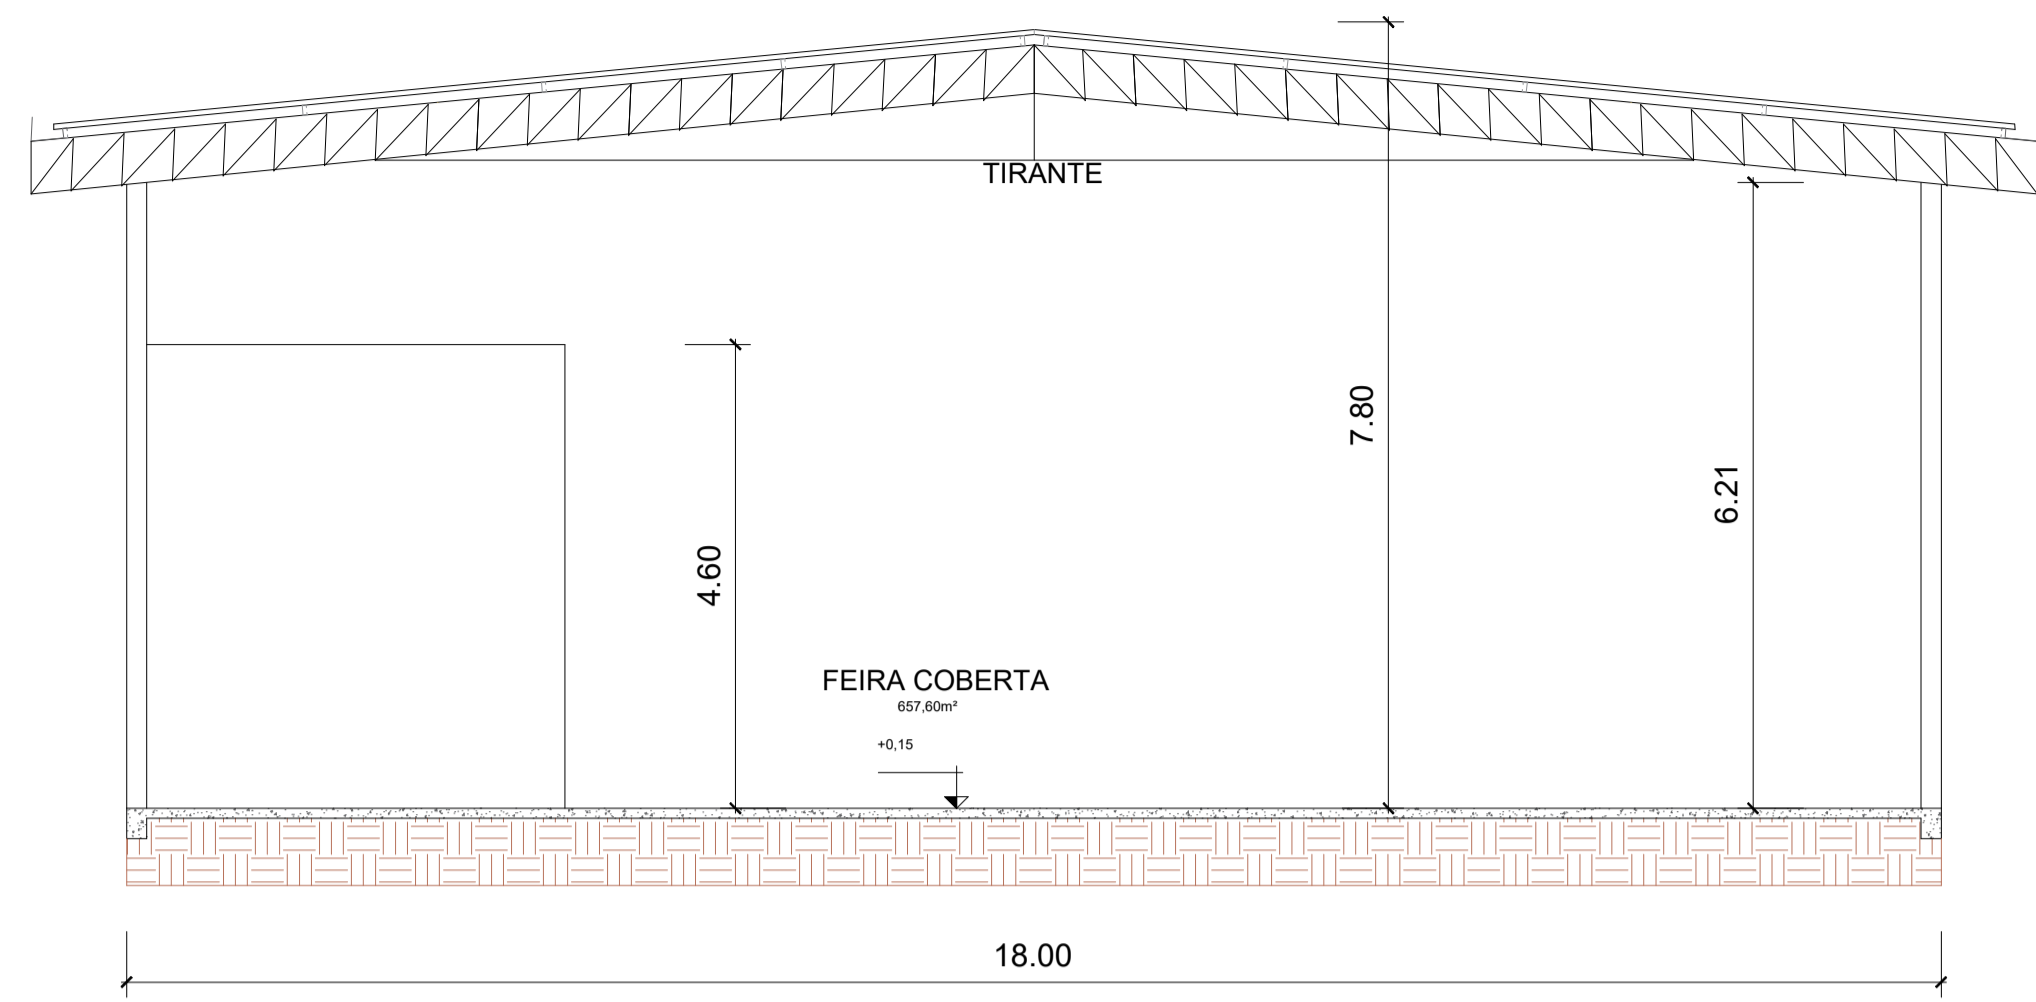 TIRANTE
7.80
6.21
4.60
FEIRA COBERTA
657,60m²
+0,15
18.00